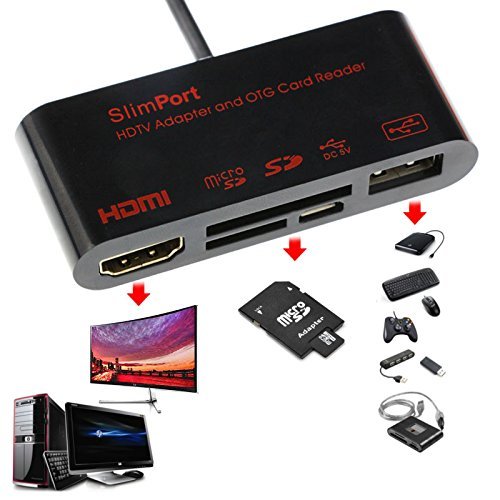 SlimPort
HDTV Adapter and OTG Card Reader
HDMI
micro
SD
SD
DC 5V
micro
SD
Adapter